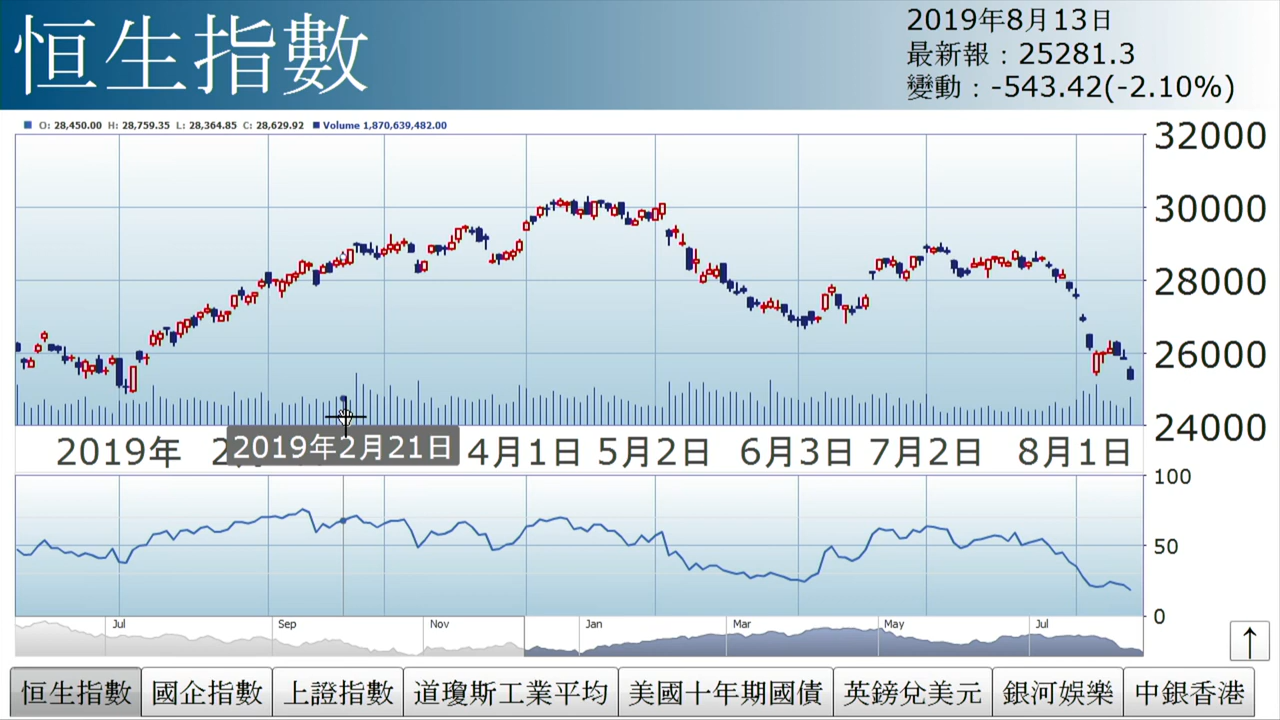 恒生指數
2019年8月13日
最新報：25281.3
變動：-543.42(-2.10%)
O: 28,450.00 H: 28,759.35 L: 28,364.85 C: 28,629.92 Volume 1,870,639,482.00
32000
30000
28000
26000
24000
2019年 2月 2019年2月21日 4月1日 5月2日 6月3日 7月2日 8月1日
100
50
0
Jul Sep Nov Jan Mar May Jul
↑
恒生指數 國企指數 上證指數 道瓊斯工業平均 美國十年期國債 英鎊兌美元 銀河娛樂 中銀香港